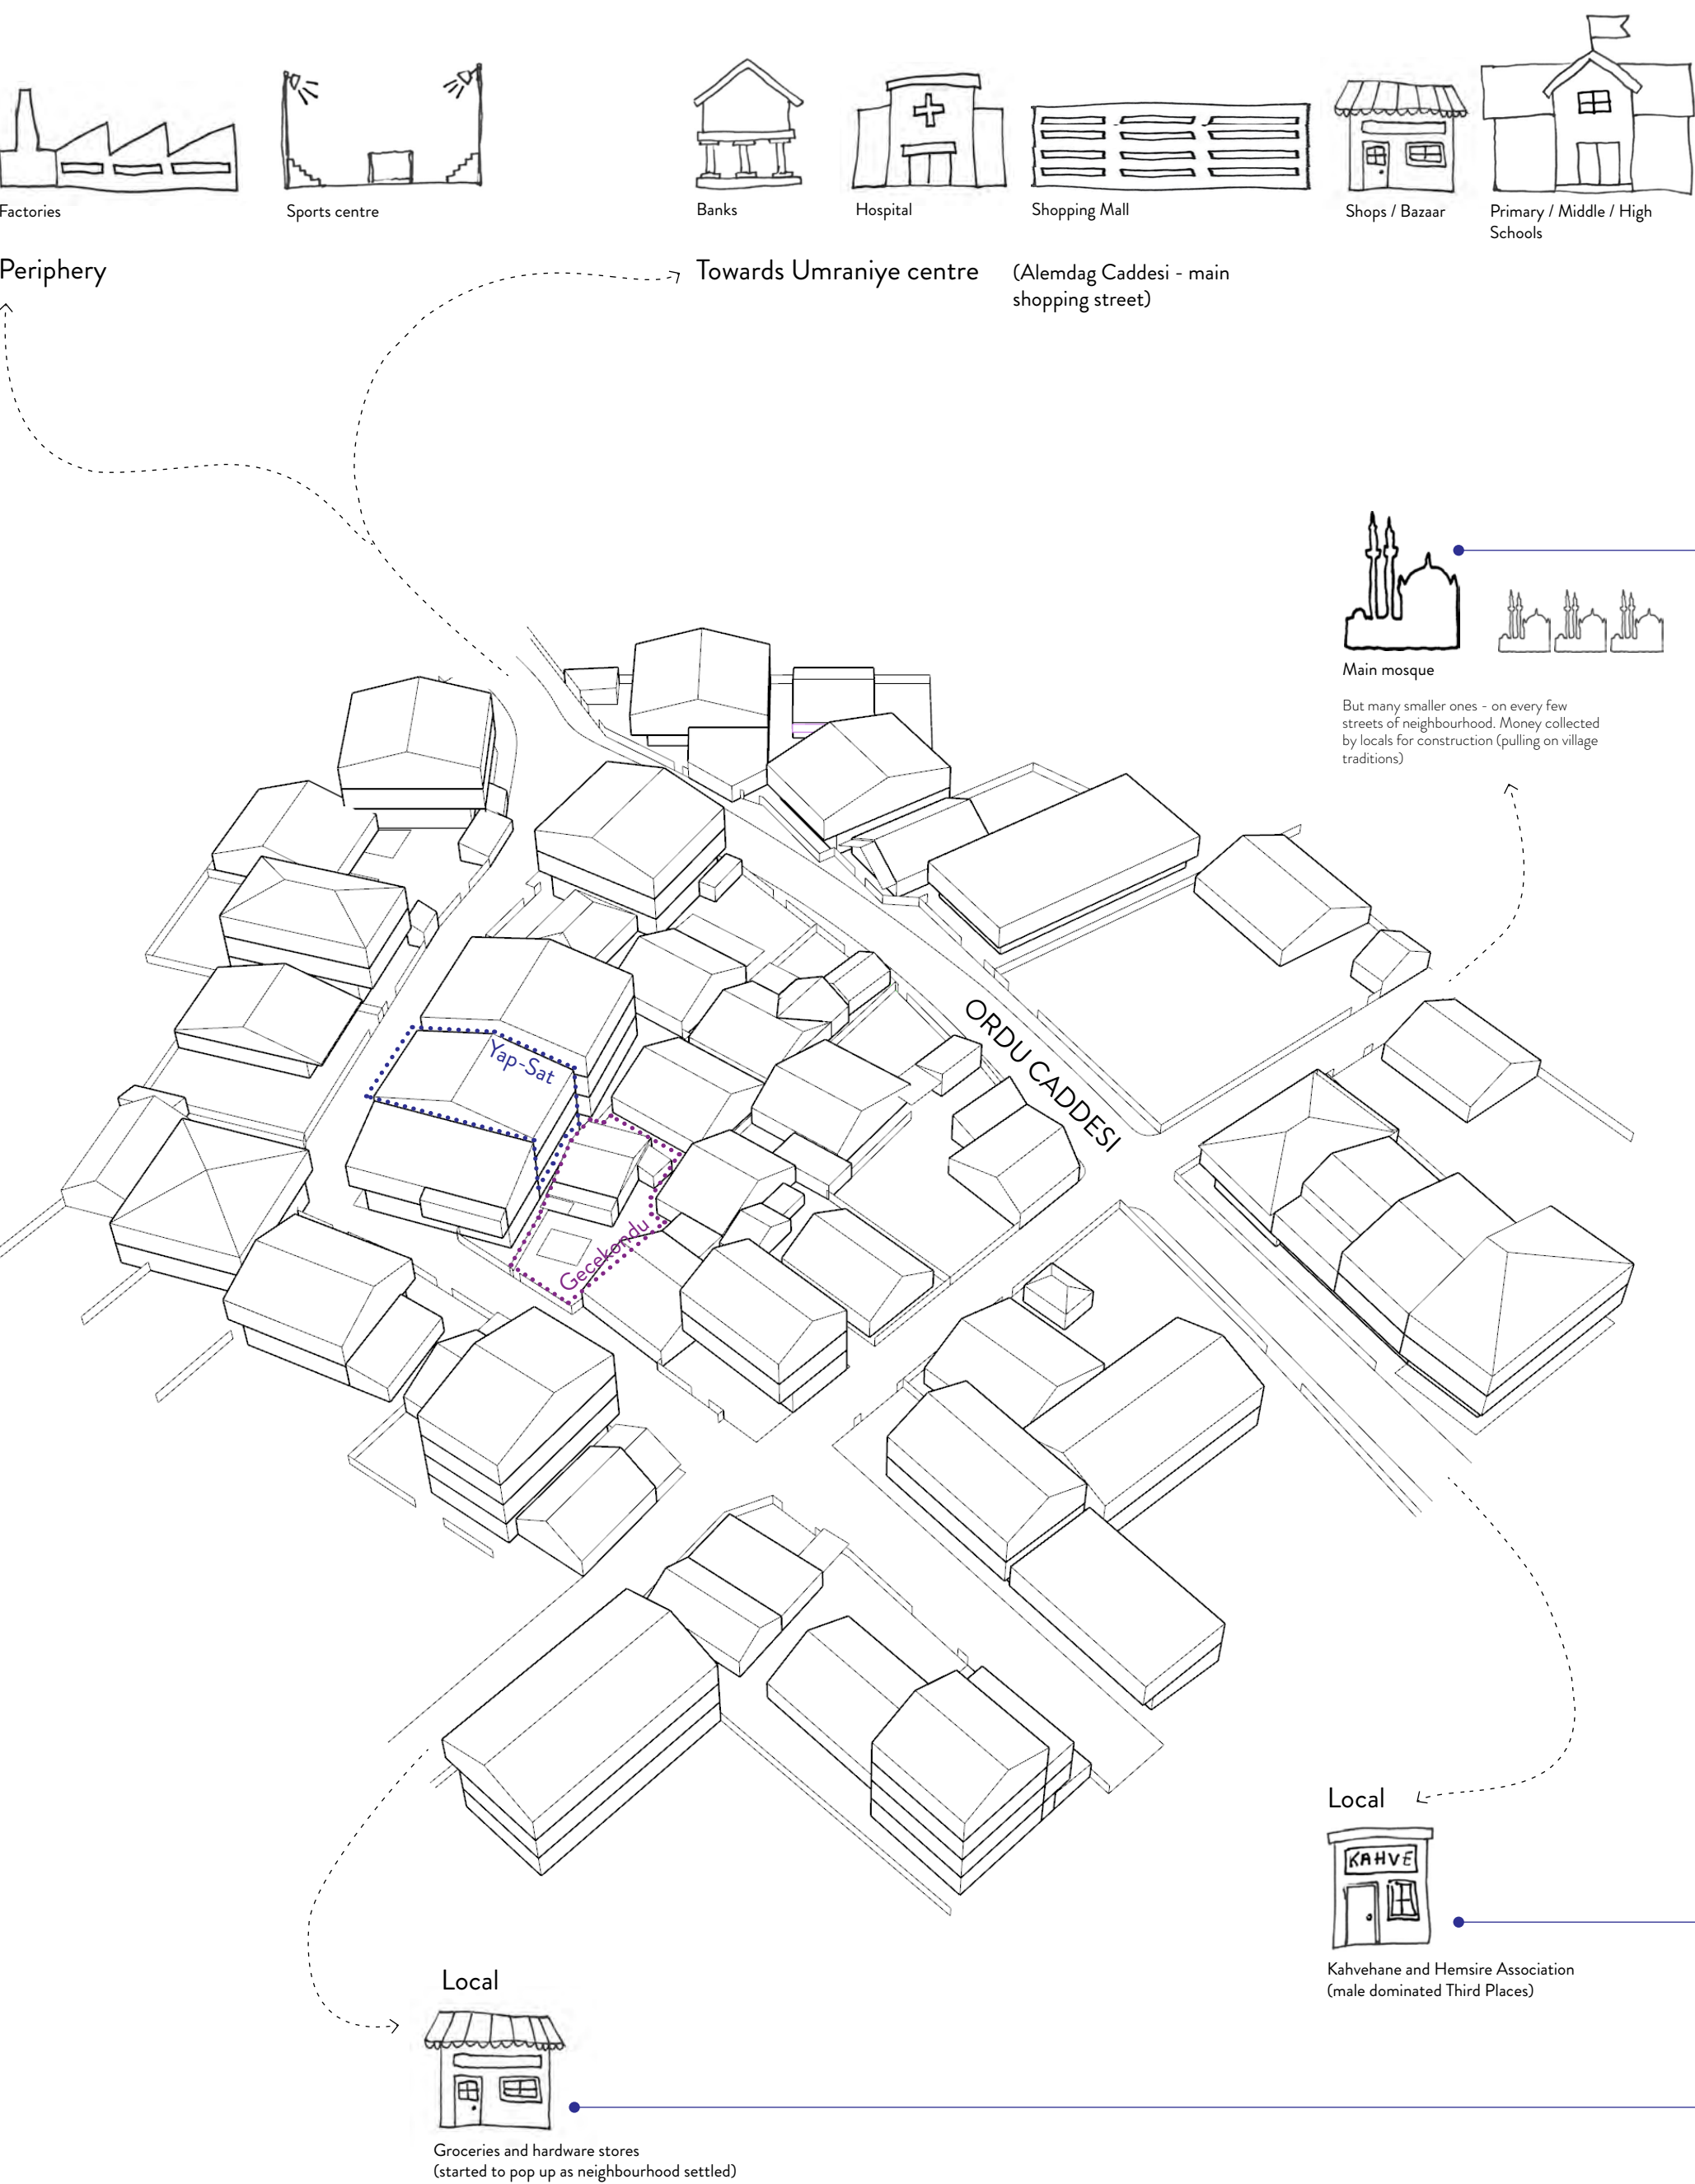 Factories
Sports centre
Banks
Hospital
Shopping Mall
Shops / Bazaar
Primary / Middle / High
Schools
Periphery
Towards Umraniye centre
(Alemdag Caddesi - main
shopping street)
Main mosque
But many smaller ones - on every few
streets of neighbourhood. Money collected
by locals for construction (pulling on village
traditions)
ORDU CADDESI
Yap-Sat
Gecekondu
Local
KAHVE
Kahvehane and Hemsire Association
(male dominated Third Places)
Local
Groceries and hardware stores
(started to pop up as neighbourhood settled)